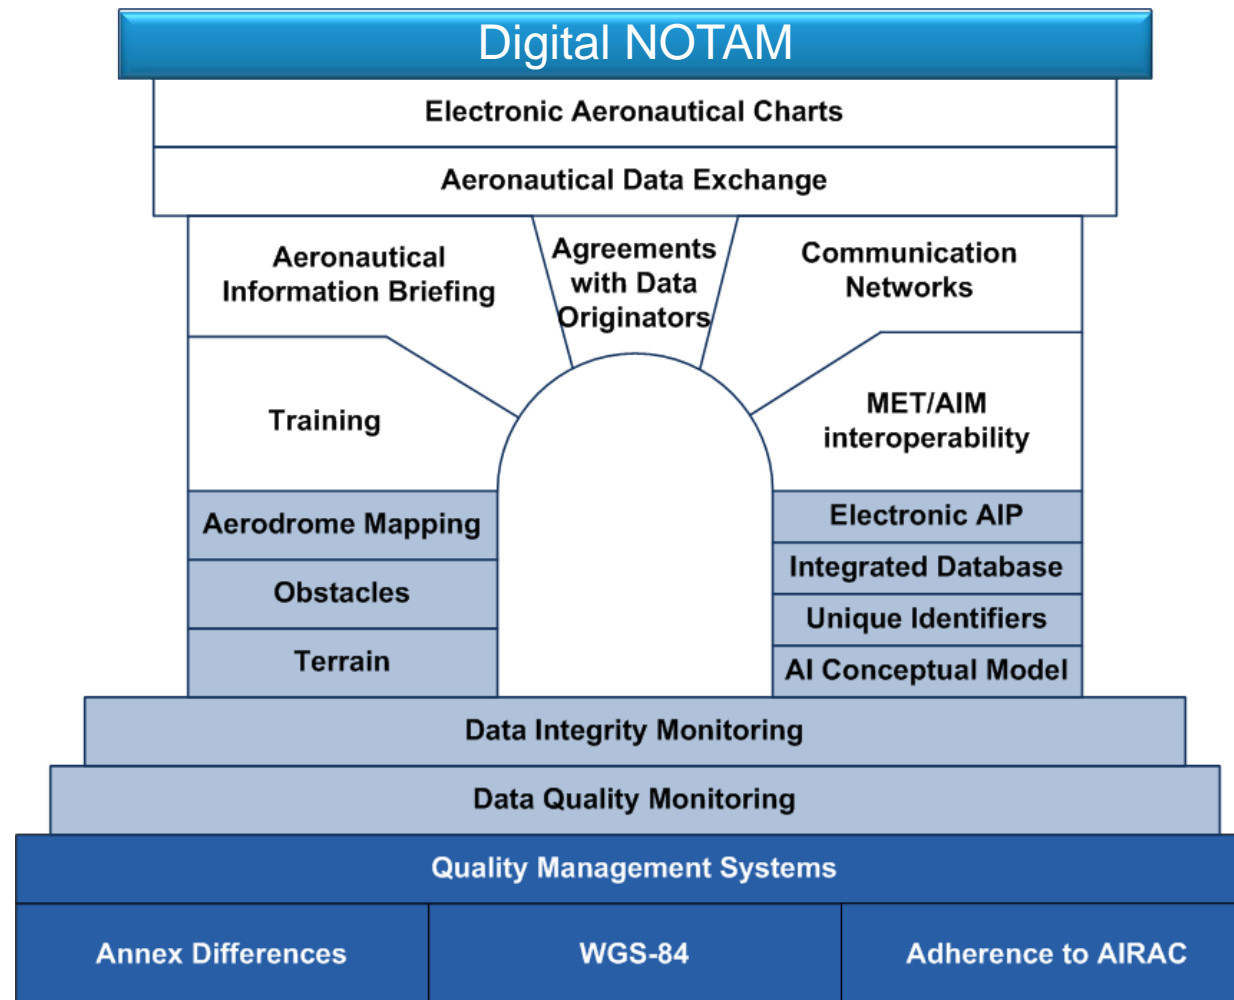 Digital NOTAM
Electronic Aeronautical Charts
Aeronautical Data Exchange
Aeronautical
Information Briefing
Agreements
with Data
Originators
Communication
Networks
Training
MET/AIM
interoperability
Aerodrome Mapping
Obstacles
Terrain
Electronic AIP
Integrated Database
Unique Identifiers
AI Conceptual Model
Data Integrity Monitoring
Data Quality Monitoring
Quality Management Systems
Annex Differences
WGS-84
Adherence to AIRAC